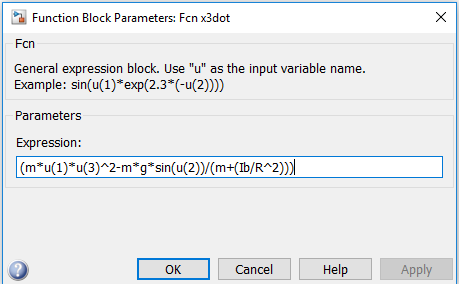 Function Block Parameters: Fcn x3dot
Fcn
General expression block. Use "u" as the input variable name.
Example: sin(u(1)*exp(2.3*(-u(2))))
Parameters
Expression:
(m*u(1)*u(3)^2-m*g*sin(u(2))/(m+(Ib/R^2)))
? OK Cancel Help Apply